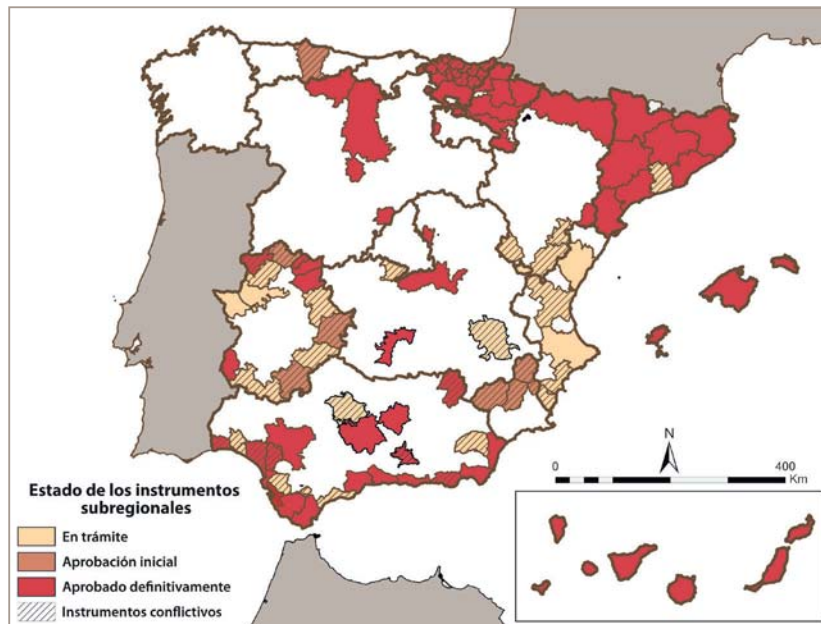 N
0
400
Km
Estado de los instrumentos
subregionales
En trámite
Aprobación inicial
Aprobado definitivamente
Instrumentos conflictivos